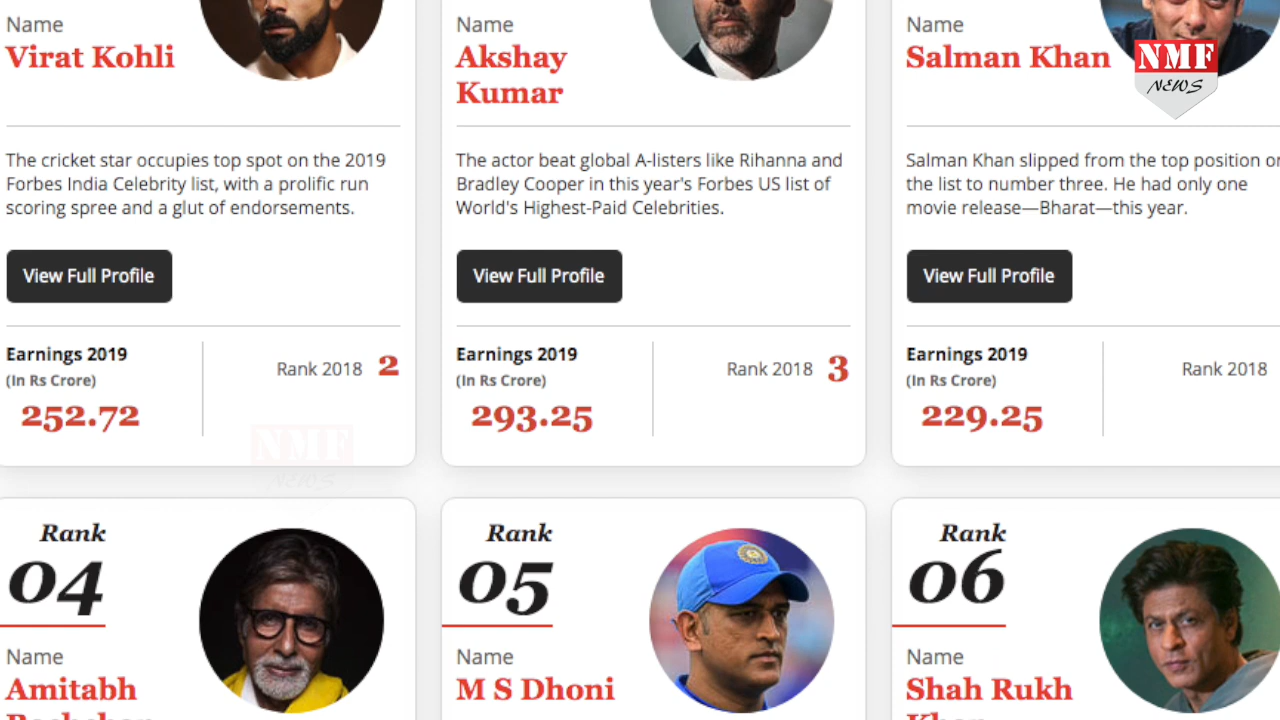 Name
Virat Kohli
The cricket star occupies top spot on the 2019
Forbes India Celebrity list, with a prolific run
scoring spree and a glut of endorsements.
View Full Profile
Earnings 2019
(In Rs Crore)
252.72
Rank 2018 2
Name
Akshay
Kumar
The actor beat global A-listers like Rihanna and
Bradley Cooper in this year's Forbes US list of
World's Highest-Paid Celebrities.
View Full Profile
Earnings 2019
(In Rs Crore)
293.25
Rank 2018 3
Name
Salman Khan
Salman Khan slipped from the top position on
the list to number three. He had only one
movie release—Bharat—this year.
View Full Profile
Earnings 2019
(In Rs Crore)
229.25
Rank 2018
NMF
NEWS
NMF
NEWS
Rank
04
Name
Amitabh
Bachchan
Rank
05
Name
M S Dhoni
Rank
06
Name
Shah Rukh
Khan